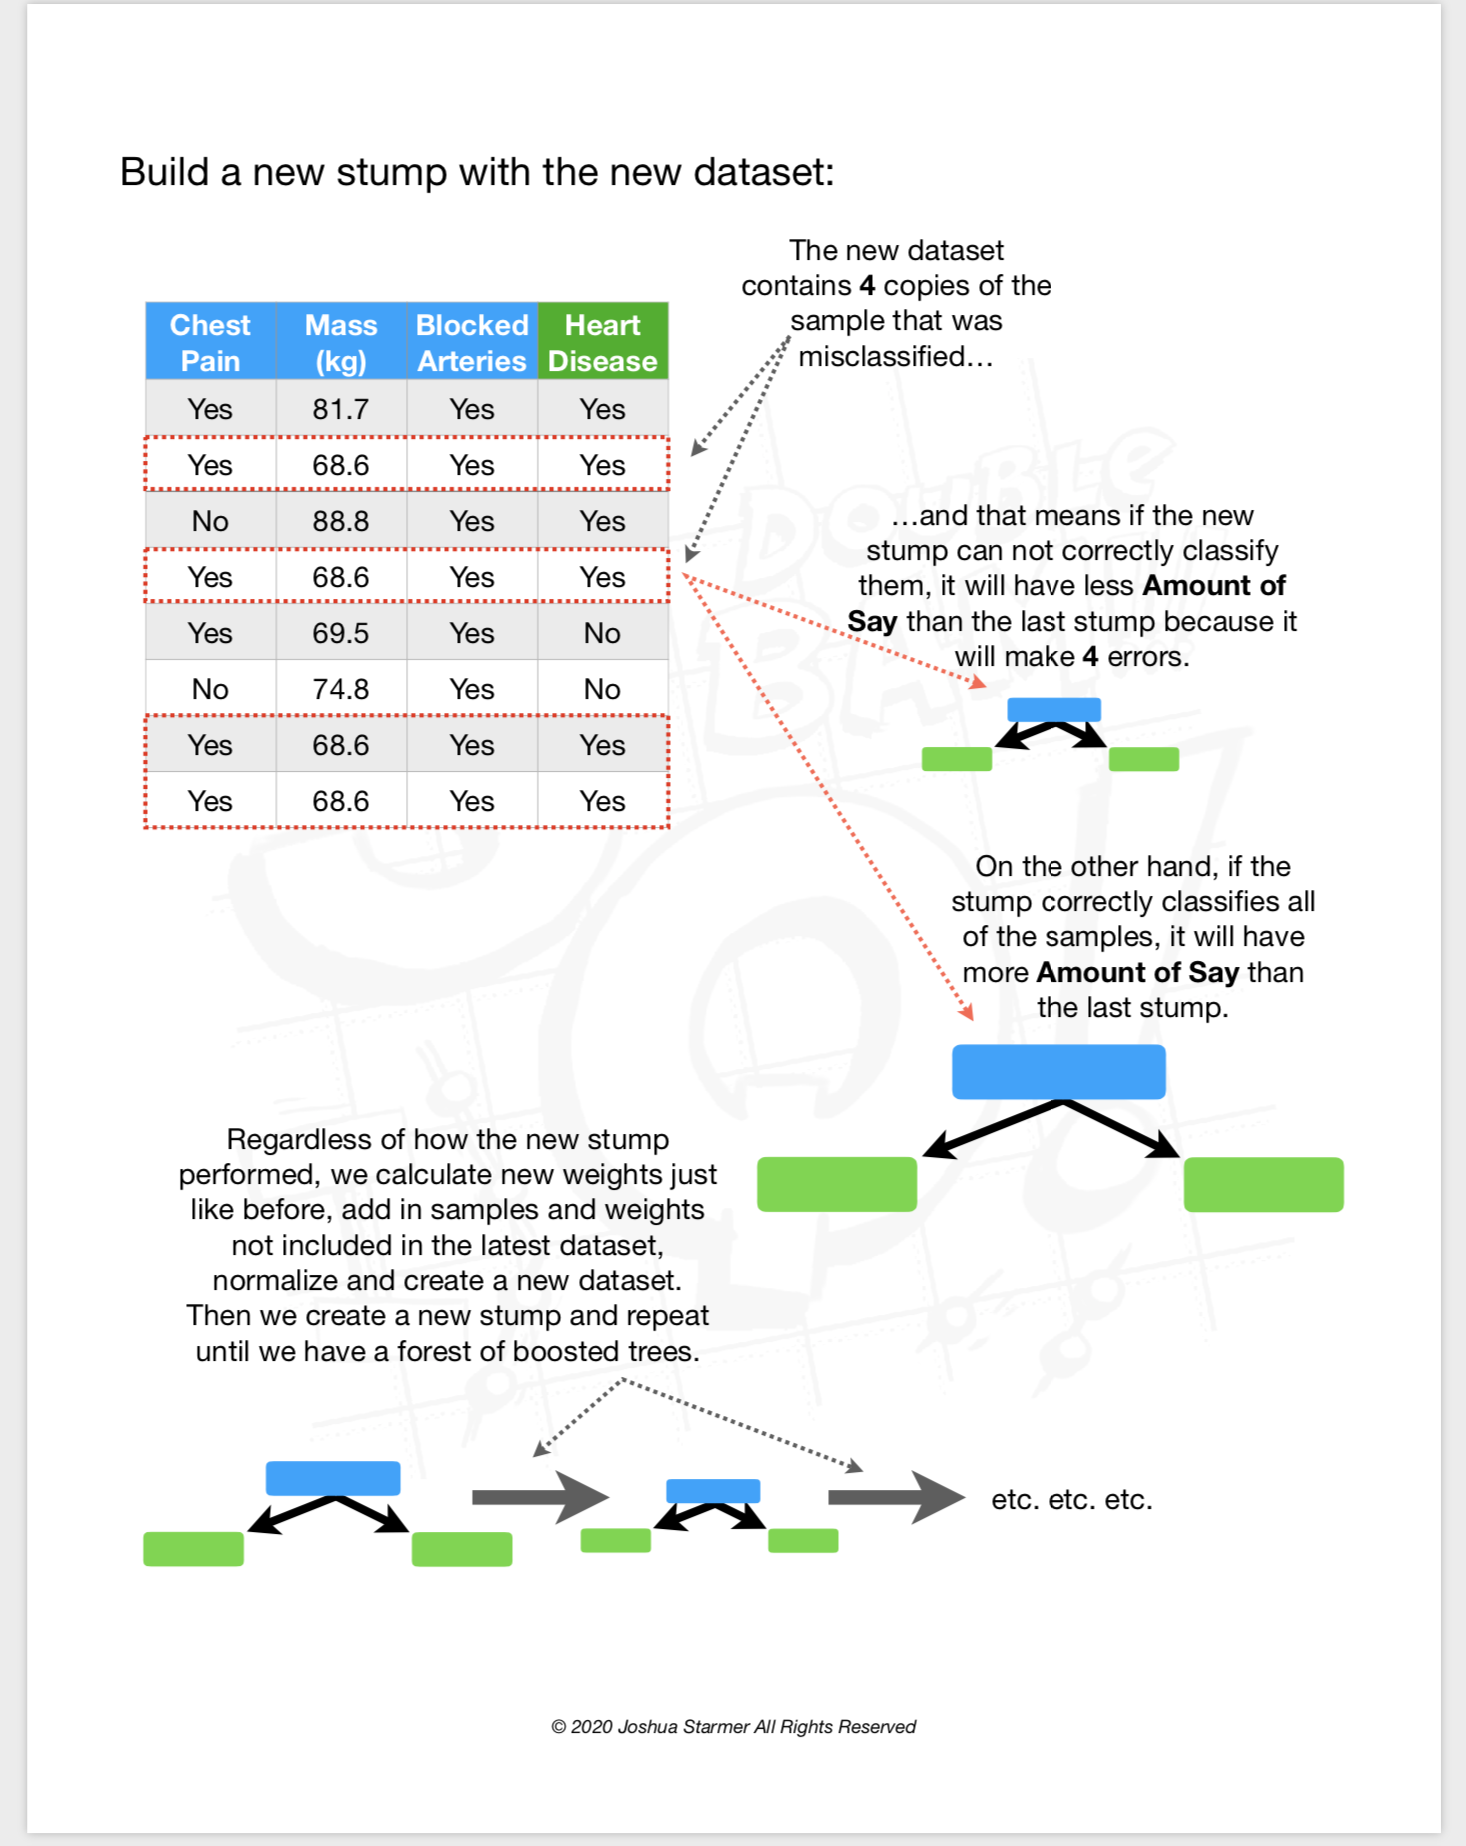 Build a new stump with the new dataset:
The new dataset
contains 4 copies of the
sample that was
misclassified…
Chest Pain Mass (kg) Blocked Arteries Heart Disease
Yes 81.7 Yes Yes
Yes 68.6 Yes Yes
No 88.8 Yes Yes
Yes 68.6 Yes Yes
Yes 69.5 Yes No
No 74.8 Yes No
Yes 68.6 Yes Yes
Yes 68.6 Yes Yes
…and that means if the new
stump can not correctly classify
them, it will have less Amount of
Say than the last stump because it
will make 4 errors.
On the other hand, if the
stump correctly classifies all
of the samples, it will have
more Amount of Say than
the last stump.
Regardless of how the new stump
performed, we calculate new weights just
like before, add in samples and weights
not included in the latest dataset,
normalize and create a new dataset.
Then we create a new stump and repeat
until we have a forest of boosted trees.
etc. etc. etc.
DOUBLE
BAM!!!
© 2020 Joshua Starmer All Rights Reserved